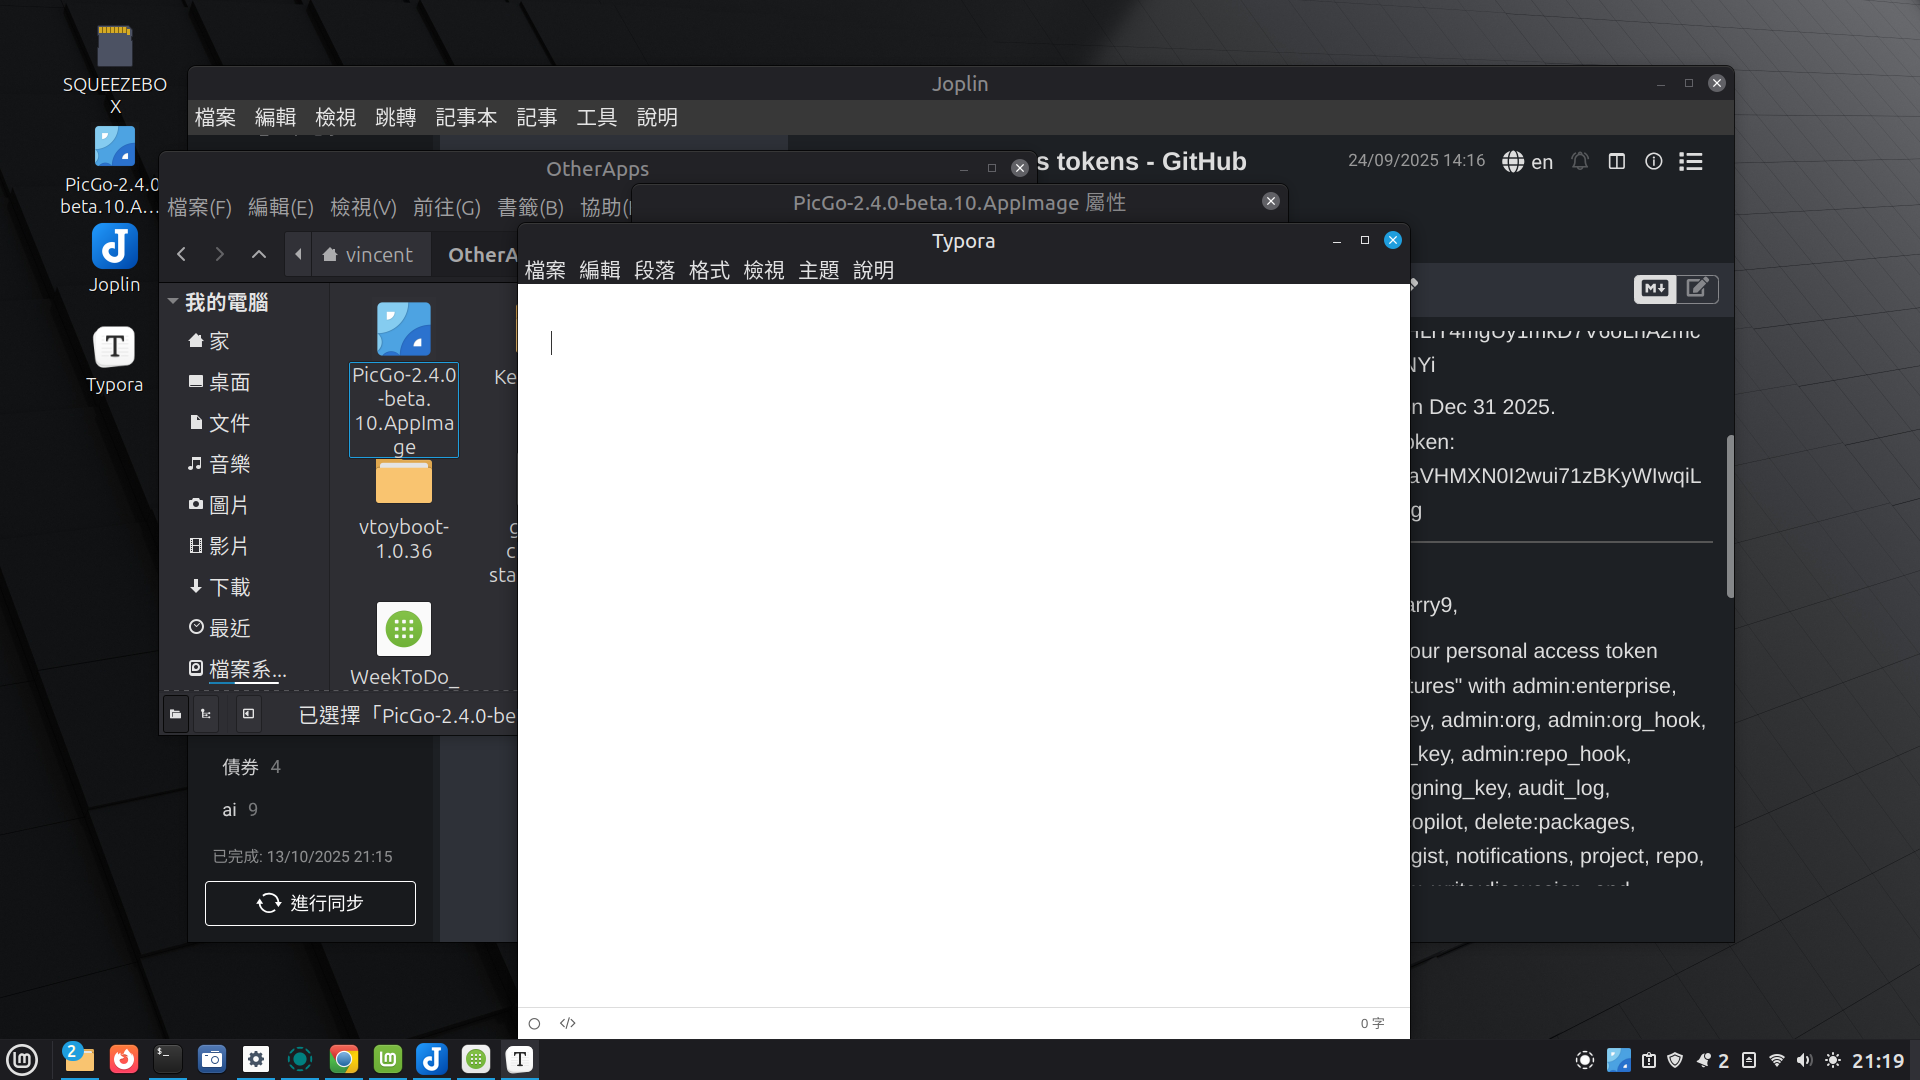 SQUEEZEBO
X
PicGo-2.4.0
beta.10.A...
Joplin
Typora
Joplin
檔案 編輯 檢視 跳轉 記事本 記事 工具 說明
s tokens - GitHub
24/09/2025 14:16
en
OtherApps
檔案(F) 編輯(E) 檢視(V) 前往(G) 書籤(B) 協助(
vincent
OtherA
我的電腦
家
桌面
文件
音樂
圖片
影片
下載
最近
檔案系...
PicGo-2.4.0
-beta.
10.AppIma
ge
Ke
vtoyboot-
1.0.36
g
c
sta
WeekToDo_
已選擇「PicGo-2.4.0-be
PicGo-2.4.0-beta.10.AppImage 屬性
Typora
檔案 編輯 段落 格式 檢視 主題 說明
</>
0 字
M
NYi
n Dec 31 2025.
oken:
aVHMXN0I2wui71zBKyWIwqiL
g
arry9,
our personal access token
tures" with admin:enterprise,
ey, admin:org, admin:org_hook,
_key, admin:repo_hook,
gning_key, audit_log,
opilot, delete:packages,
gist, notifications, project, repo,
債券 4
ai 9
已完成: 13/10/2025 21:15
進行同步
2
2
21:19